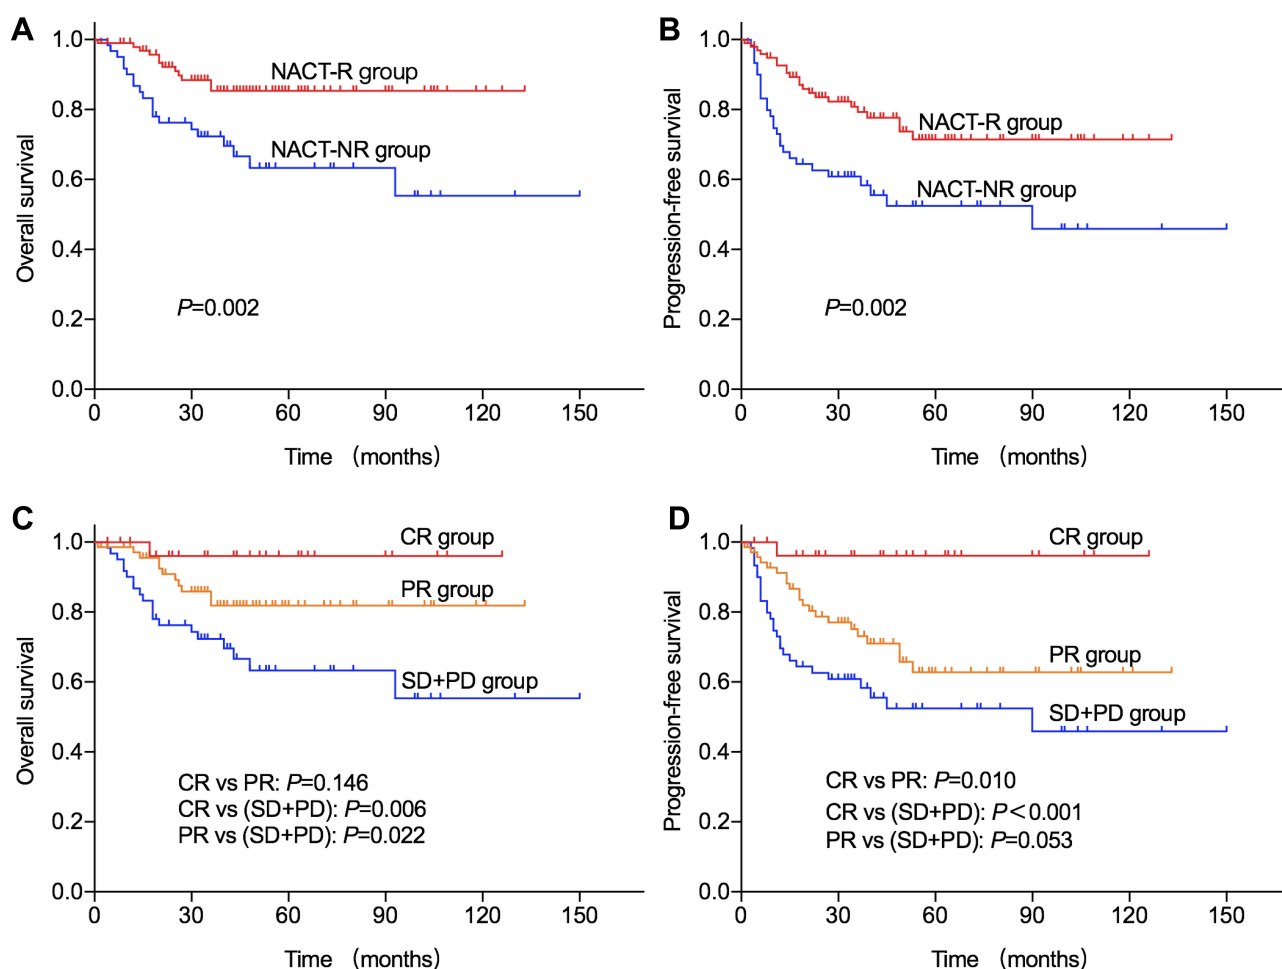 A
Overall survival
1.0
0.8
0.6
0.4
0.2
0.0
NACT-R group
NACT-NR group
P=0.002
0 30 60 90 120 150
Time (months)
B
Progression-free survival
1.0
0.8
0.6
0.4
0.2
0.0
NACT-R group
NACT-NR group
P=0.002
0 30 60 90 120 150
Time (months)
C
Overall survival
1.0
0.8
0.6
0.4
0.2
0.0
CR group
PR group
SD+PD group
CR vs PR: P=0.146
CR vs (SD+PD): P=0.006
PR vs (SD+PD): P=0.022
0 30 60 90 120 150
Time (months)
D
Progression-free survival
1.0
0.8
0.6
0.4
0.2
0.0
CR group
PR group
SD+PD group
CR vs PR: P=0.010
CR vs (SD+PD): P<0.001
PR vs (SD+PD): P=0.053
0 30 60 90 120 150
Time (months)